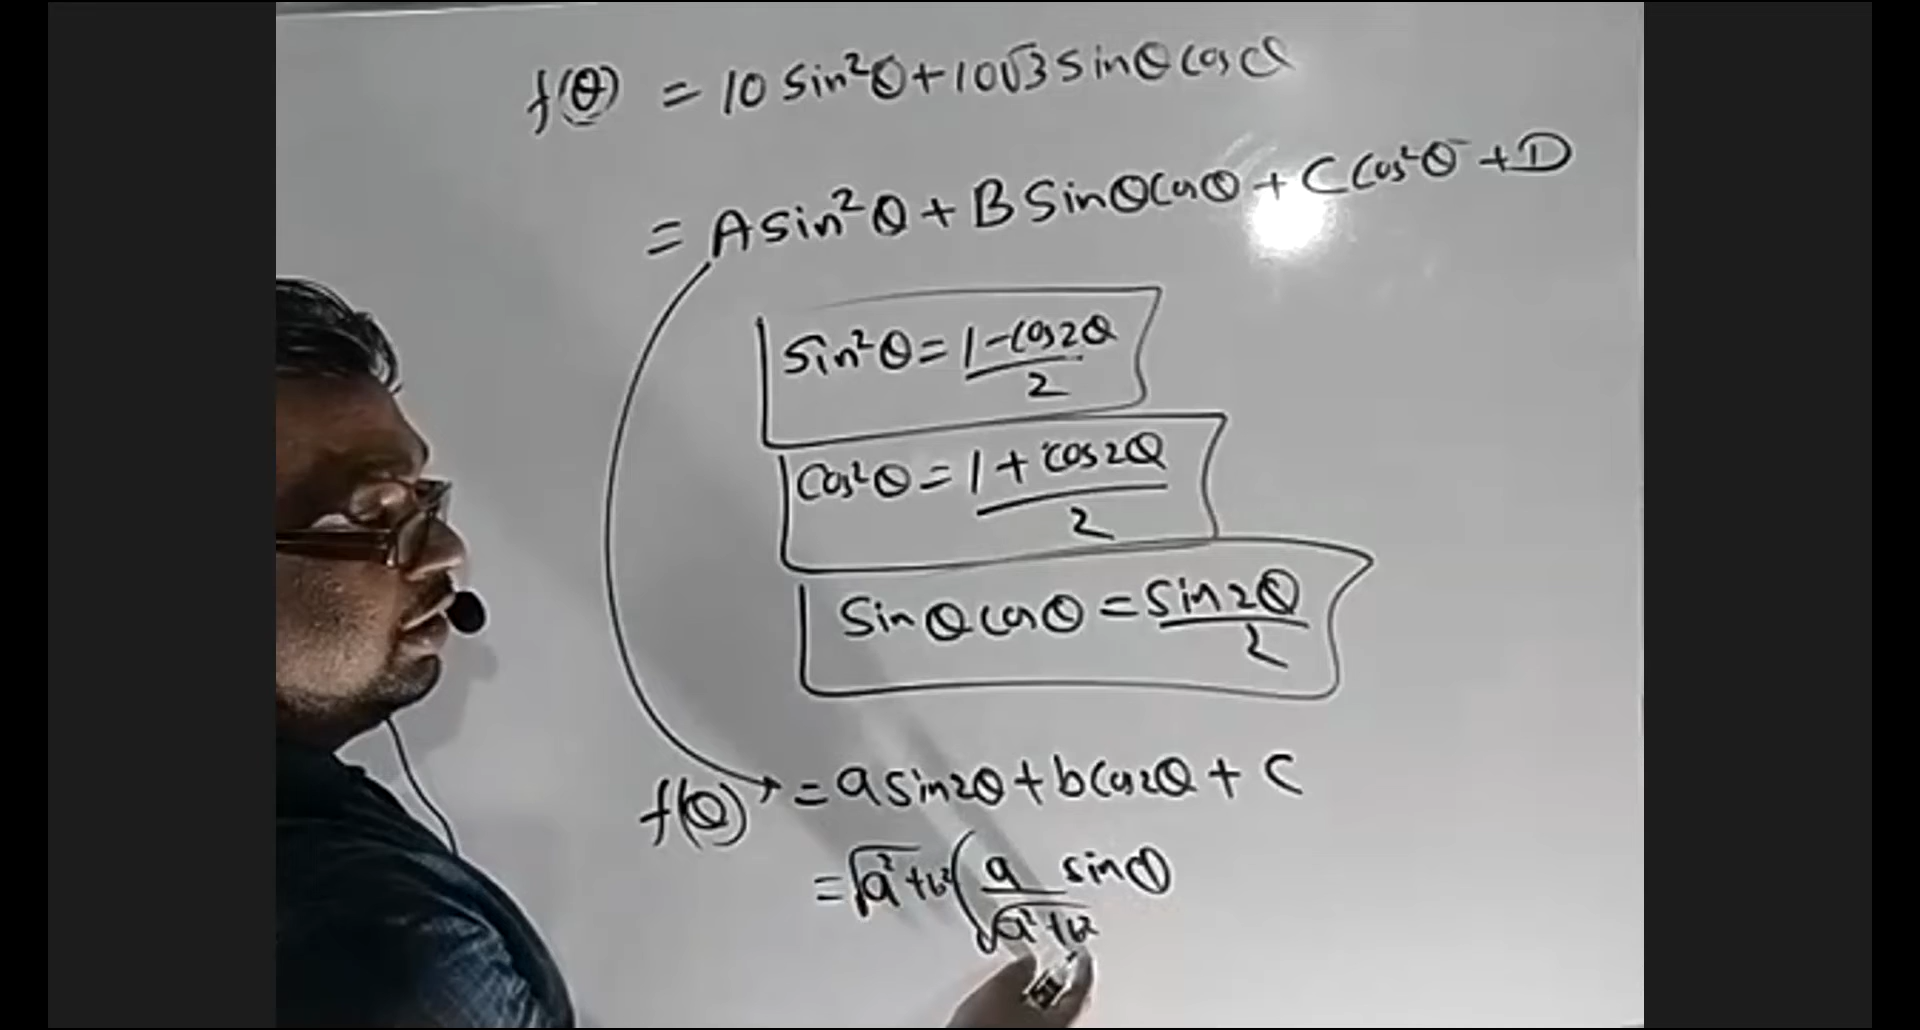 f(θ) = 10 sin²θ + 10√3 sinθ cosθ
= A sin²θ + B sinθ cosθ + C cos²θ + D
sin²θ = (1 - cos2θ)/2
cos²θ = (1 + cos2θ)/2
sinθ cosθ = sin2θ/2
f(θ) = a sin2θ + b cos2θ + c
= √a²+b² ( a/√a²+b² sinθ